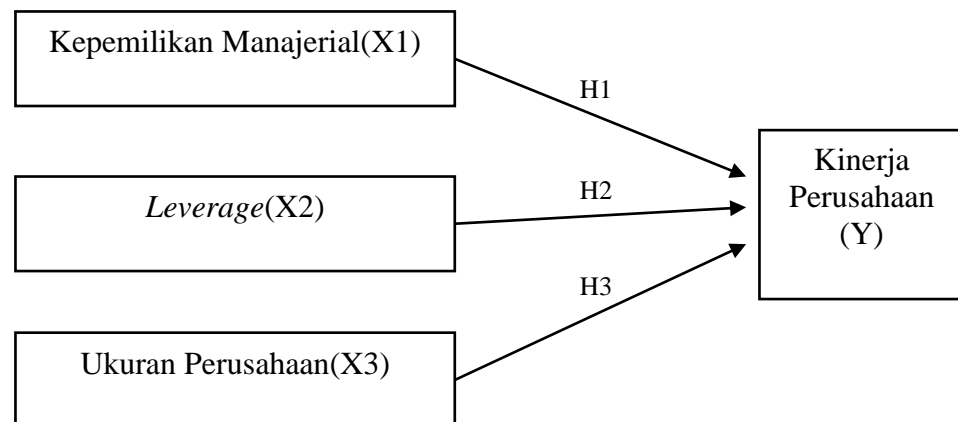 Kepemilikan Manajerial(X1)
H1
Leverage(X2)
H2
Ukuran Perusahaan(X3)
H3
Kinerja
Perusahaan
(Y)